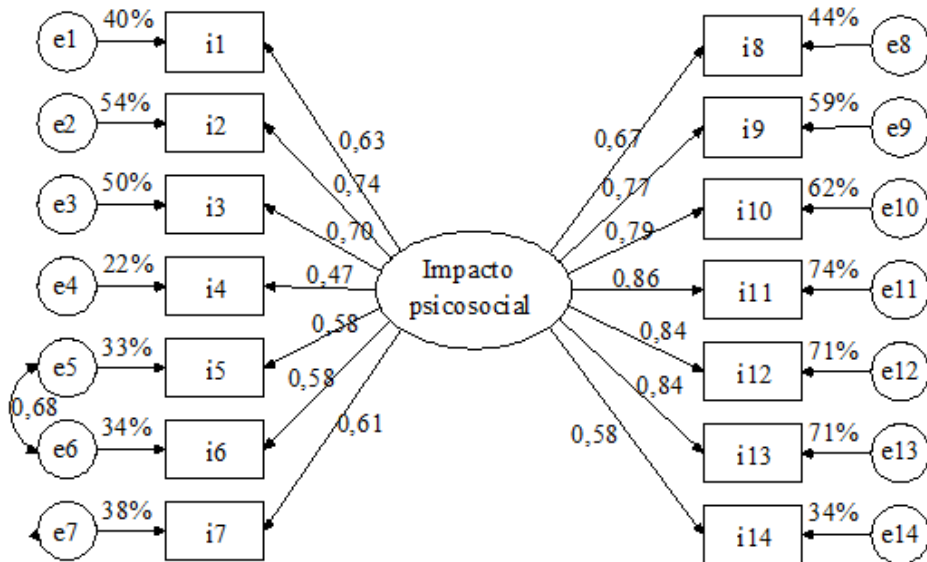 e1 40% i1
e2 54% i2
e3 50% i3
e4 22% i4
e5 33% i5
e6 34% i6
e7 38% i7
0,68
0,63
0,74
0,70
0,47
0,58
0,58
0,61
Impacto
psicosocial
0,67
0,77
0,79
0,86
0,84
0,84
0,58
i8 44% e8
i9 59% e9
i10 62% e10
i11 74% e11
i12 71% e12
i13 71% e13
i14 34% e14